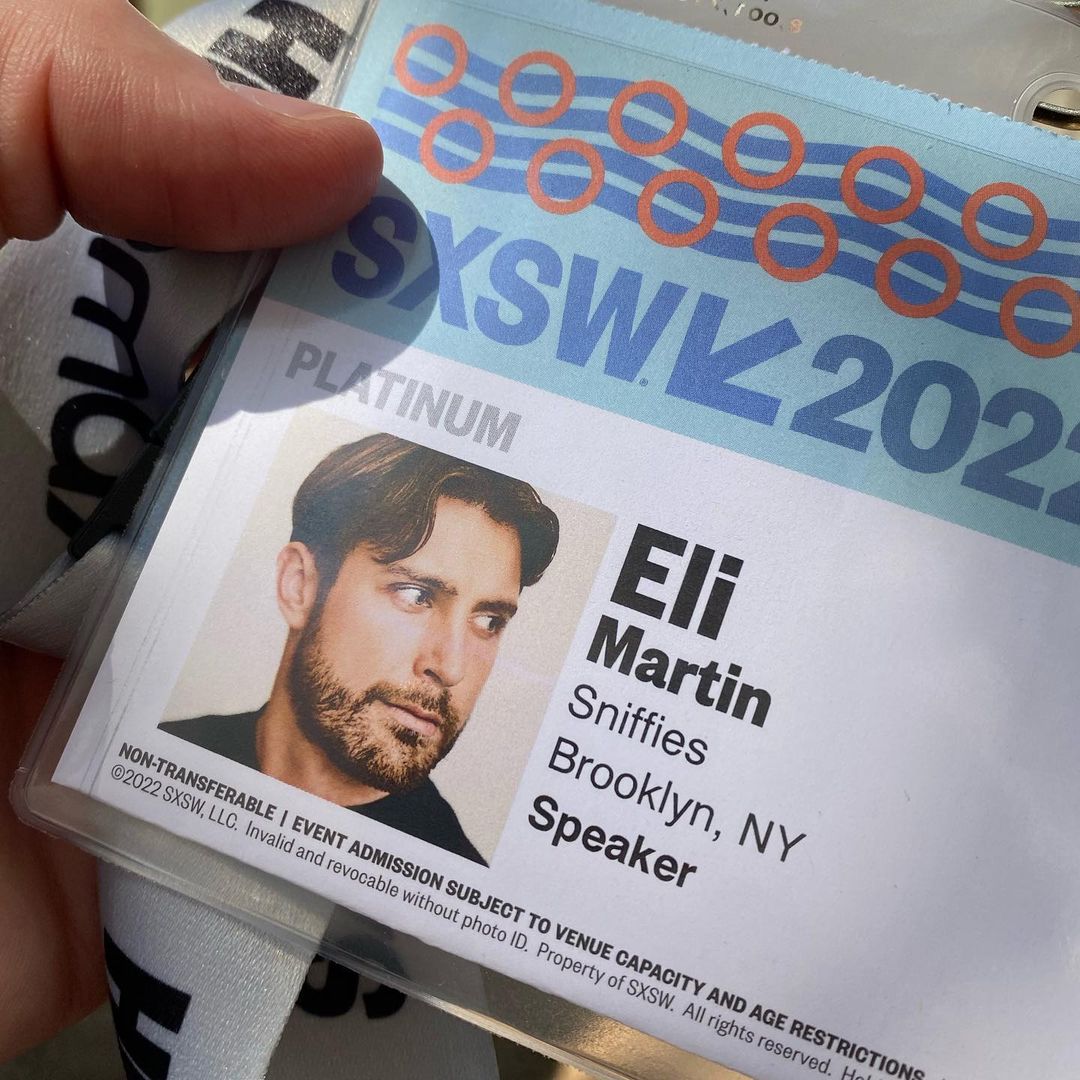 SXSW 2022
PLATINUM
Eli
Martin
Sniffies
Brooklyn, NY
Speaker
NON-TRANSFERABLE | EVENT ADMISSION SUBJECT TO VENUE CAPACITY AND AGE RESTRICTIONS
©2022 SXSW, LLC. Invalid and revocable without photo ID. Property of SXSW. All rights reserved.